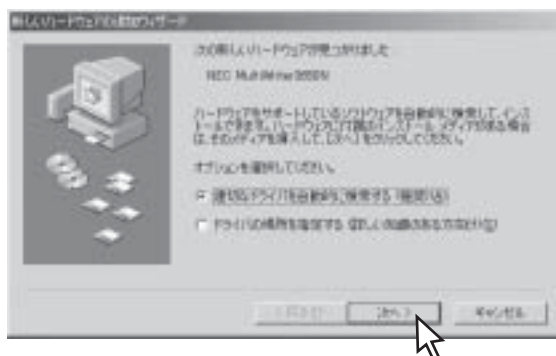 新しいハードウェアの追加ウィザード
次の新しいハードウェアが見つかりました
NEC MultiWriter
ハードウェアをサポートしているソフトウェアを自動的に検索して、インス
トールできます。ハードウェアに付属のインストール メディアがある場合
は、そのメディアを挿入して、[次へ] をクリックしてください。
オプションを選択してください。
適切なドライバを自動的に検索する (推奨)(A)
ドライバの場所を指定する (詳しい知識のある方向け)(S)
次へ >
キャンセル